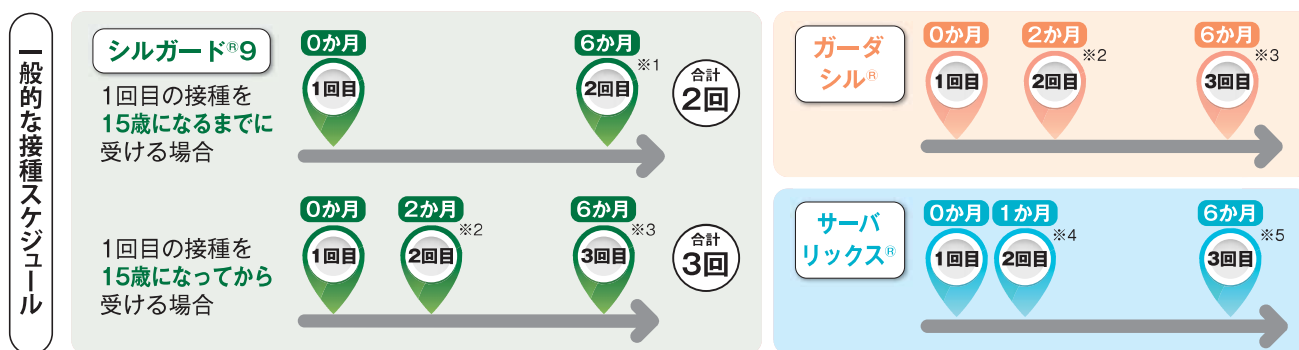 一般的な接種スケジュール
シルガード®9
1回目の接種を
15歳になるまでに
受ける場合
0か月
6か月
1回目
2回目
※1
合計
2回
1回目の接種を
15歳になってから
受ける場合
0か月
2か月
6か月
1回目
2回目
※2
3回目
※3
合計
3回
ガーダ
シル®
0か月
2か月
6か月
1回目
2回目
※2
3回目
※3
サーバ
リックス®
0か月
1か月
6か月
1回目
2回目
※4
3回目
※5